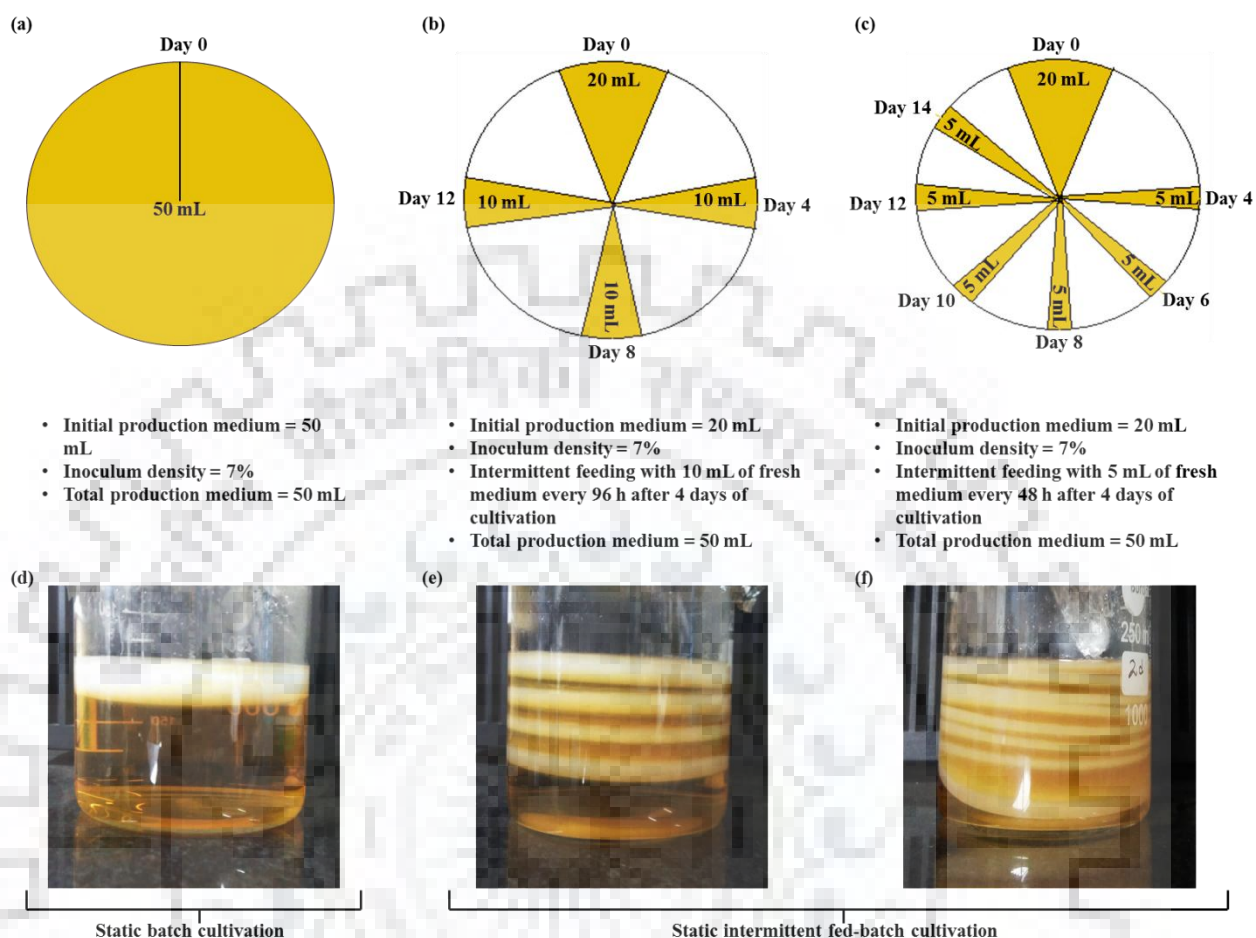 (a)
Day 0
50 mL
(b)
Day 0
20 mL
Day 12
10 mL
10 mL
Day 4
10 mL
Day 8
(c)
Day 0
20 mL
Day 14
5 mL
Day 12
5 mL
5 mL
Day 4
5 mL
Day 10
5 mL
Day 6
5 mL
Day 8
• Initial production medium = 50
mL
• Inoculum density = 7%
• Total production medium = 50 mL
• Initial production medium = 20 mL
• Inoculum density = 7%
• Intermittent feeding with 10 mL of fresh
medium every 96 h after 4 days of
cultivation
• Total production medium = 50 mL
• Initial production medium = 20 mL
• Inoculum density = 7%
• Intermittent feeding with 5 mL of fresh
medium every 48 h after 4 days of
cultivation
• Total production medium = 50 mL
(d)
(e)
(f)
250 m
2d
1000
Static batch cultivation
Static intermittent fed-batch cultivation